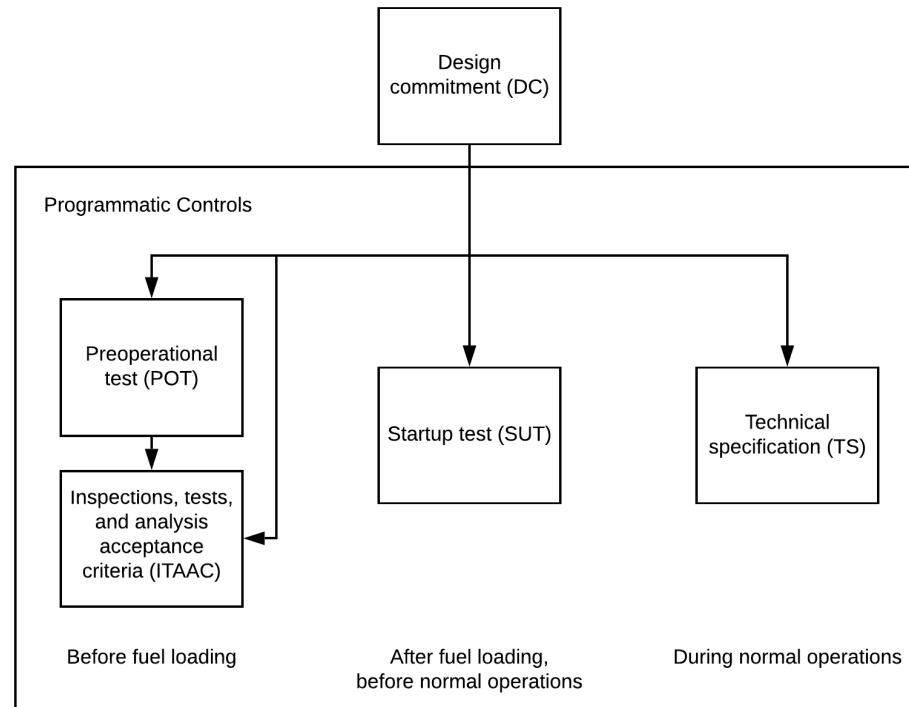 Design
commitment (DC)
Programmatic Controls
Preoperational
test (POT)
Inspections, tests,
and analysis
acceptance
criteria (ITAAC)
Startup test (SUT)
Technical
specification (TS)
Before fuel loading
After fuel loading,
before normal operations
During normal operations